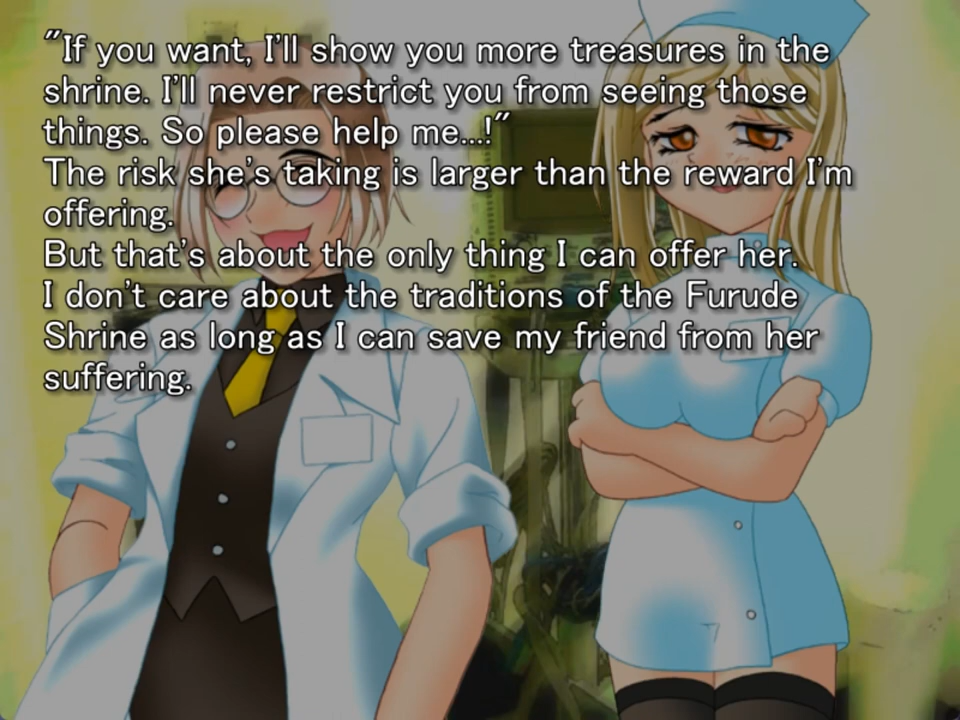 "If you want, I'll show you more treasures in the
shrine. I'll never restrict you from seeing those
things. So please help me...!"
The risk she's taking is larger than the reward I'm
offering.
But that's about the only thing I can offer her.
I don't care about the traditions of the Furude
Shrine as long as I can save my friend from her
suffering.